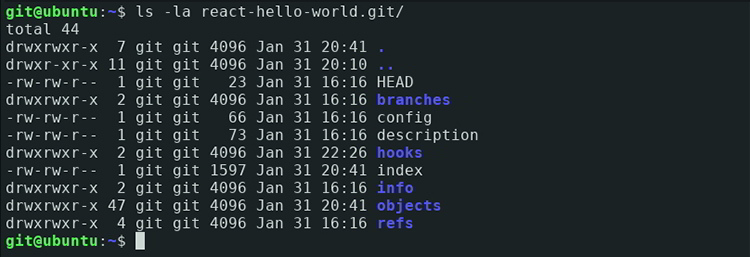 git@ubuntu:~$ ls -la react-hello-world.git/
total 44
drwxrwxr-x  7 git git 4096 Jan 31 20:41 .
drwxr-xr-x 11 git git 4096 Jan 31 20:10 ..
-rw-rw-r--  1 git git   23 Jan 31 16:16 HEAD
drwxrwxr-x  2 git git 4096 Jan 31 16:16 branches
-rw-rw-r--  1 git git   66 Jan 31 16:16 config
-rw-rw-r--  1 git git   73 Jan 31 16:16 description
drwxrwxr-x  2 git git 4096 Jan 31 22:26 hooks
-rw-rw-r--  1 git git 1597 Jan 31 20:41 index
drwxrwxr-x  2 git git 4096 Jan 31 16:16 info
drwxrwxr-x 47 git git 4096 Jan 31 20:41 objects
drwxrwxr-x  4 git git 4096 Jan 31 16:16 refs
git@ubuntu:~$